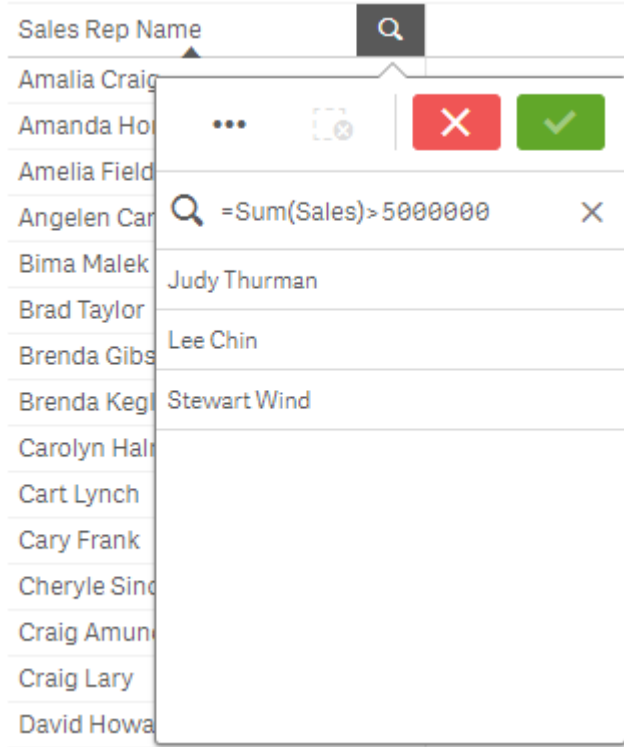 Sales Rep Name
Amalia Craig
Amanda Hor
Amelia Field
Angelen Car
Bima Malek
Brad Taylor
Brenda Gibs
Brenda Kegl
Carolyn Hal
Cart Lynch
Cary Frank
Cheryle Sinc
Craig Amun
Craig Lary
David Howa
=Sum(Sales)>5000000
Judy Thurman
Lee Chin
Stewart Wind